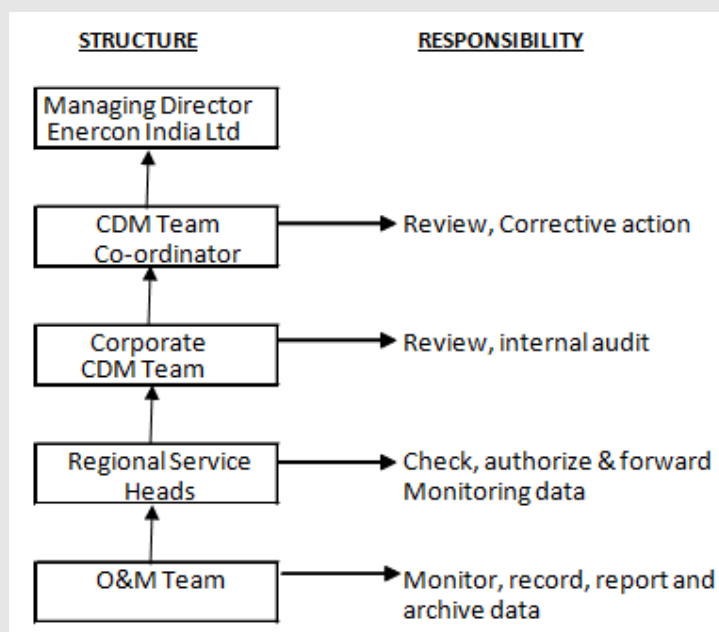 STRUCTURE RESPONSIBILITY
Managing Director
Enercon India Ltd
CDM Team
Co-ordinator
Review, Corrective action
Corporate
CDM Team
Review, internal audit
Regional Service
Heads
Check, authorize & forward
Monitoring data
O&M Team
Monitor, record, report and
archive data